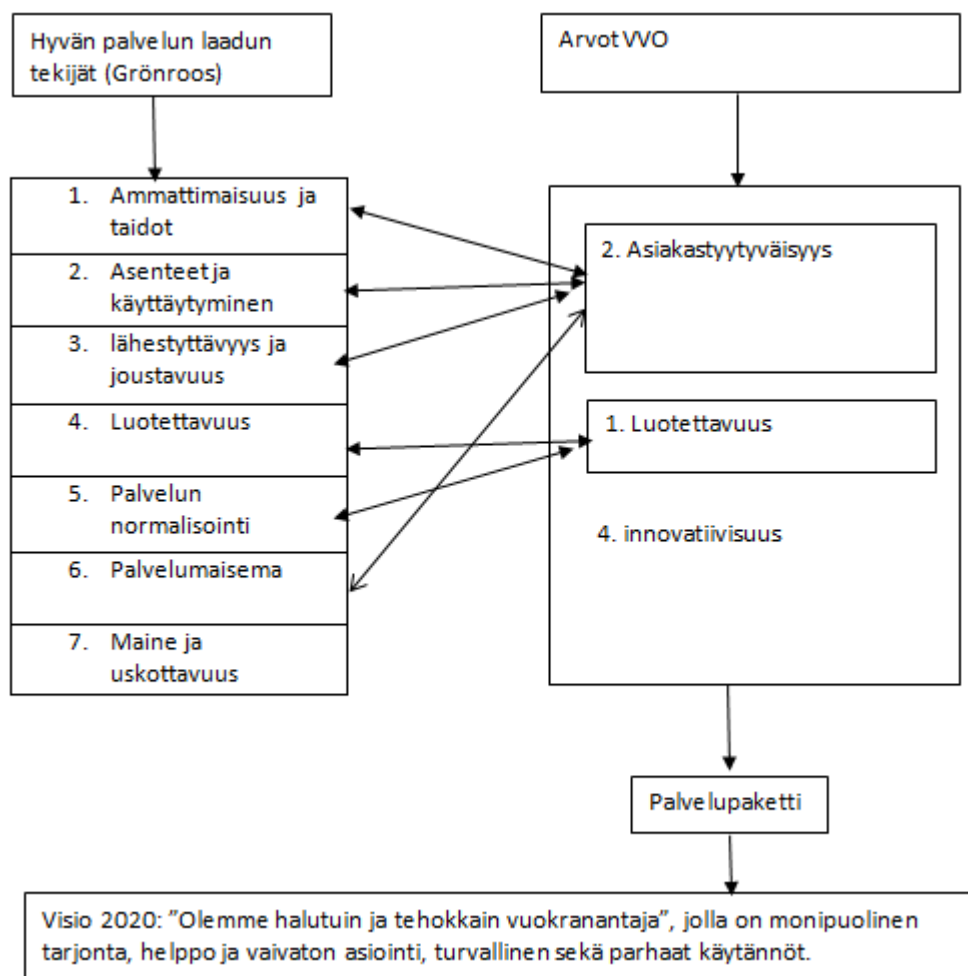 Hyvän palvelun laadun
tekijät (Grönroos)
Arvot VVO
1. Ammattimaisuus ja
taidot
2. Asenteet ja
käyttäytyminen
3. lähestyttävyys ja
joustavuus
4. Luotettavuus
5. Palvelun
normalisointi
6. Palvelumaisema
7. Maine ja
uskottavuus
2. Asiakastyytyväisyys
1. Luotettavuus
4. innovatiivisuus
Palvelupaketti
Visio 2020: ”Olemme halutuin ja tehokkain vuokranantaja”, jolla on monipuolinen
tarjonta, helppo ja vaivaton asiointi, turvallinen sekä parhaat käytännöt.